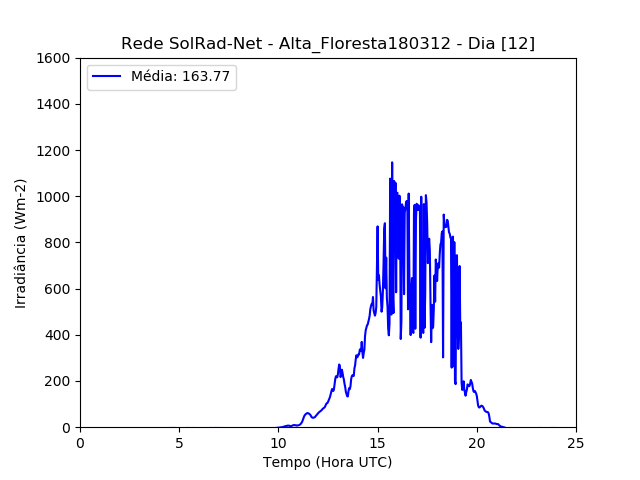 Rede SolRad-Net - Alta_Floresta180312 - Dia [12]
Média: 163.77
Irradiância (Wm-2)
1600
1400
1200
1000
800
600
400
200
0
0 5 10 15 20 25
Tempo (Hora UTC)